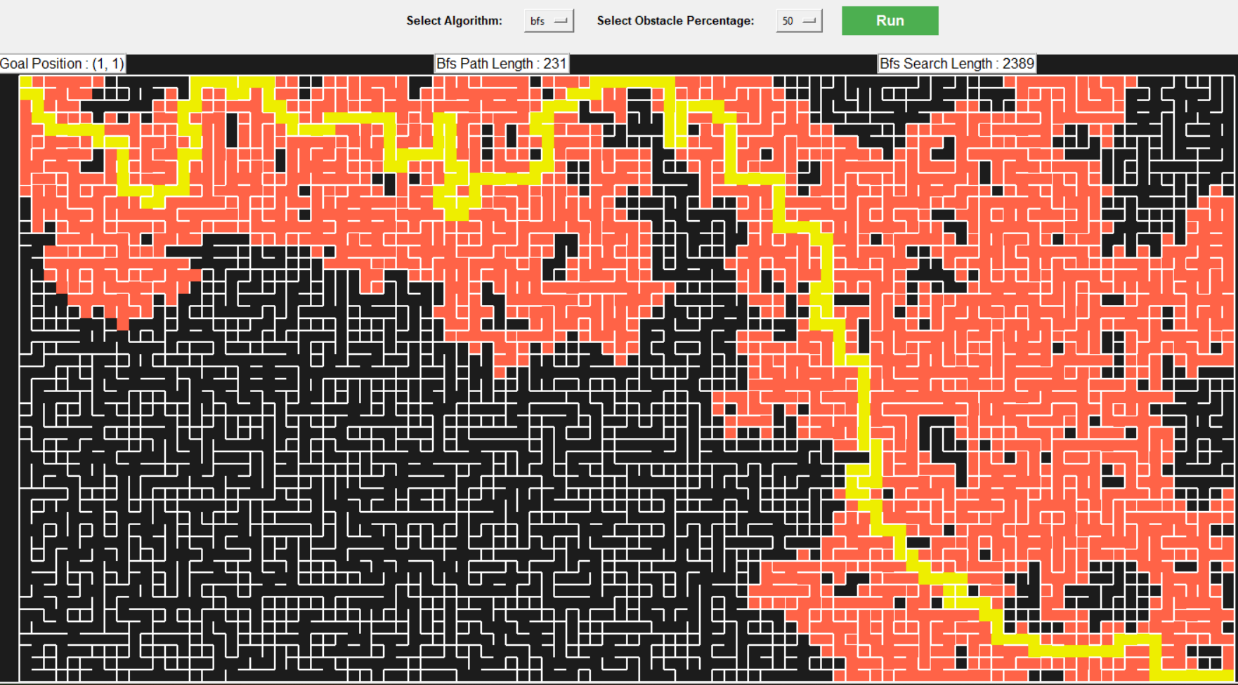 Select Algorithm: bfs Select Obstacle Percentage: 50 Run
Goal Position : (1, 1) Bfs Path Length : 231 Bfs Search Length : 2389